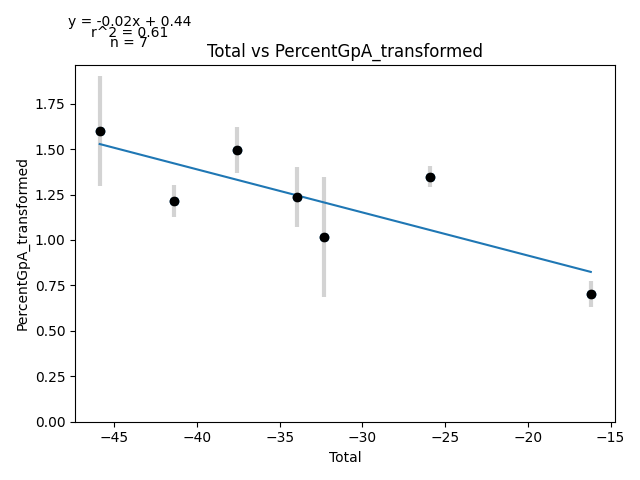 y = -0.02x + 0.44
r^2 = 0.61
n = 7
Total vs PercentGpA_transformed
PercentGpA_transformed
1.75
1.50
1.25
1.00
0.75
0.50
0.25
0.00
−45
−40
−35
−30
−25
−20
−15
Total